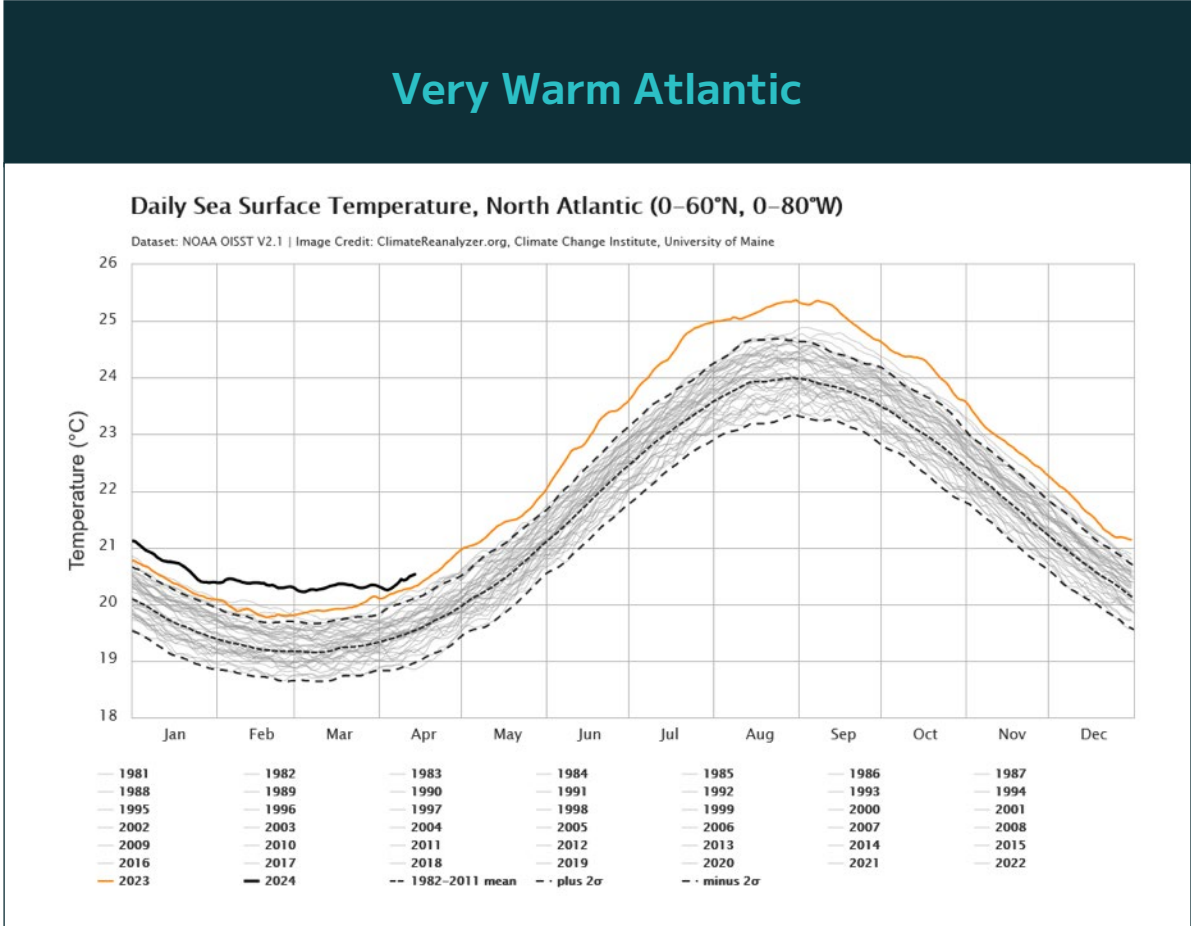 Very Warm Atlantic
Daily Sea Surface Temperature, North Atlantic (0–60°N, 0–80°W)
Dataset: NOAA OISST V2.1 | Image Credit: ClimateReanalyzer.org, Climate Change Institute, University of Maine
Temperature (°C)
26
25
24
23
22
21
20
19
18
Jan Feb Mar Apr May Jun Jul Aug Sep Oct Nov Dec
1981 1982 1983 1984 1985 1986 1987
1988 1989 1990 1991 1992 1993 1994
1995 1996 1997 1998 1999 2000 2001
2002 2003 2004 2005 2006 2007 2008
2009 2010 2011 2012 2013 2014 2015
2016 2017 2018 2019 2020 2021 2022
2023 2024 1982–2011 mean plus 2σ minus 2σ